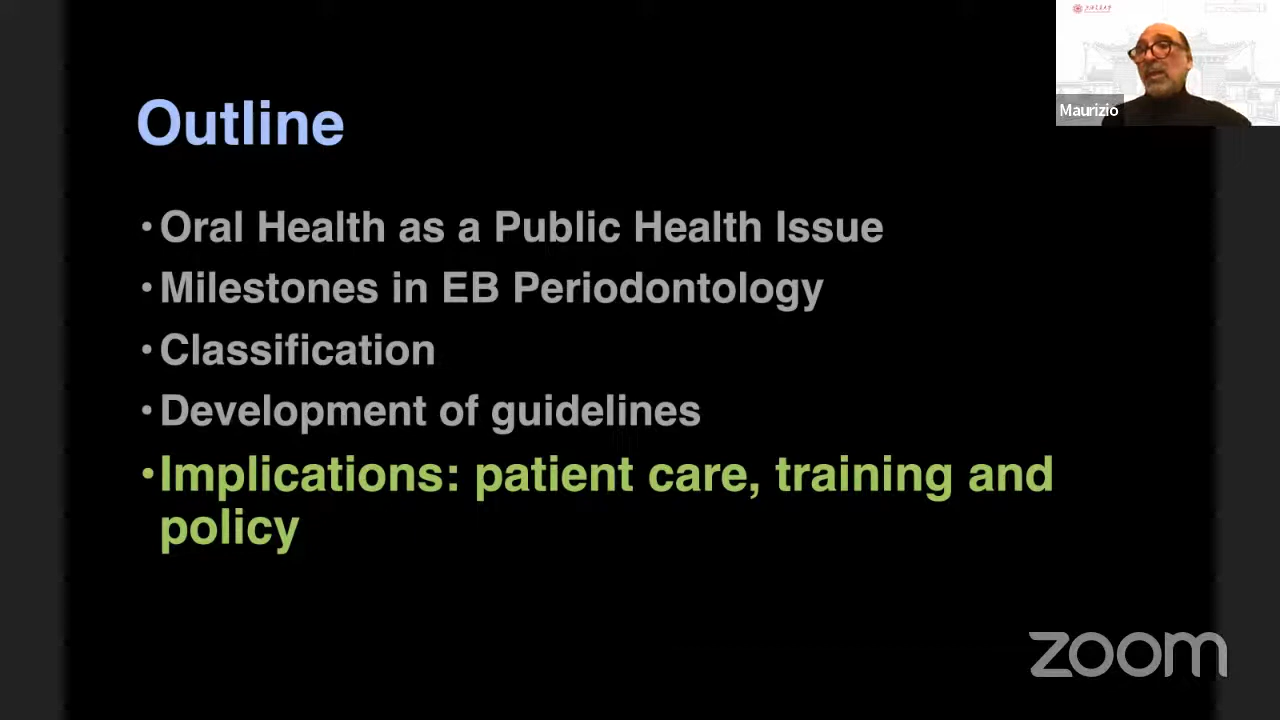 Outline
•Oral Health as a Public Health Issue
•Milestones in EB Periodontology
•Classification
•Development of guidelines
•Implications: patient care, training and
policy
Maurizio
zoom